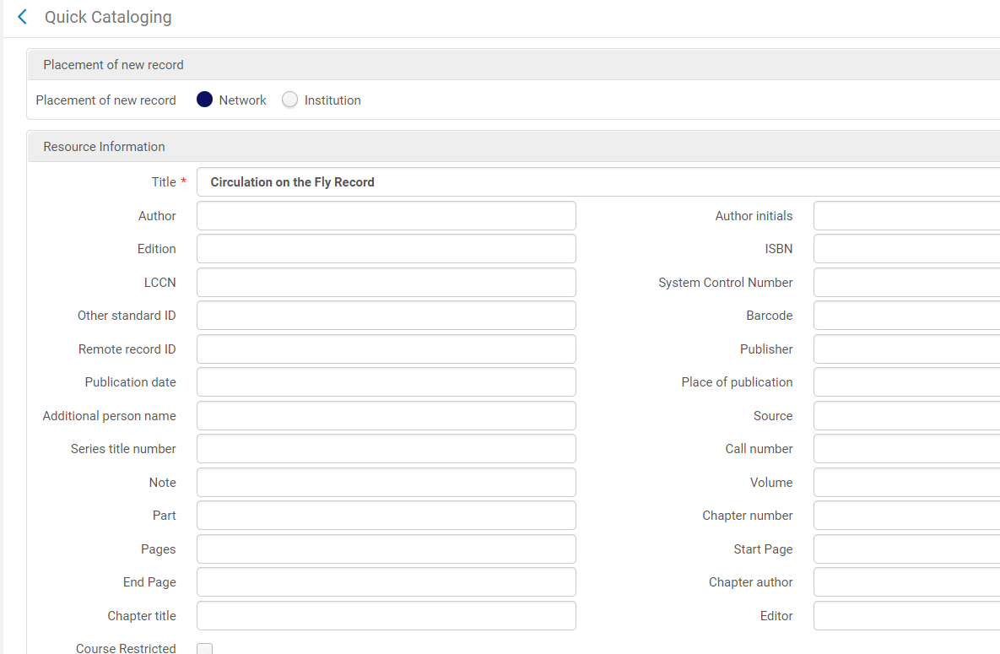 Quick Cataloging
Placement of new record
Placement of new record Network Institution
Resource Information
Title * Circulation on the Fly Record
Author Author initials
Edition ISBN
LCCN System Control Number
Other standard ID Barcode
Remote record ID Publisher
Publication date Place of publication
Additional person name Source
Series title number Call number
Note Volume
Part Chapter number
Pages Start Page
End Page Chapter author
Chapter title Editor
Course Restricted